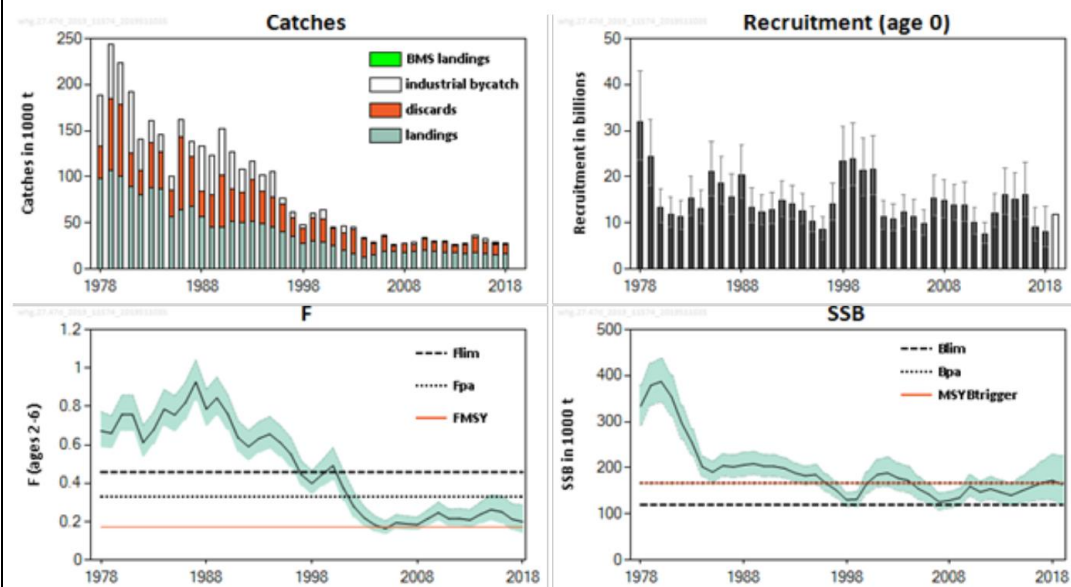 Catches
250
200
150
100
50
0
Catches in 1000 t
BMS landings
industrial bycatch
discards
landings
1978 1988 1998 2008 2018
Recruitment (age 0)
50
40
30
20
10
0
Recruitment in billions
1978 1988 1998 2008 2018
F
1.2
1
0.8
0.6
0.4
0.2
0
F (ages 2-6)
Flim
Fpa
FMSY
1978 1988 1998 2008 2018
SSB
500
400
300
200
100
0
SSB in 1000 t
Blim
Bpa
MSYBtrigger
1978 1988 1998 2008 2018